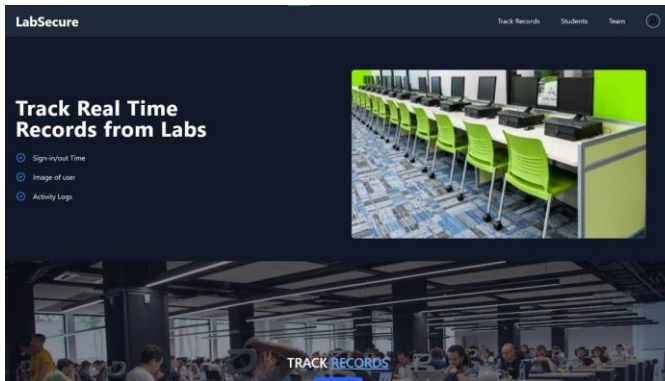 LabSecure
Track Records Students Team
Track Real Time
Records from Labs
Sign-in/out Time
Image of user
Activity Logs
TRACK RECORDS